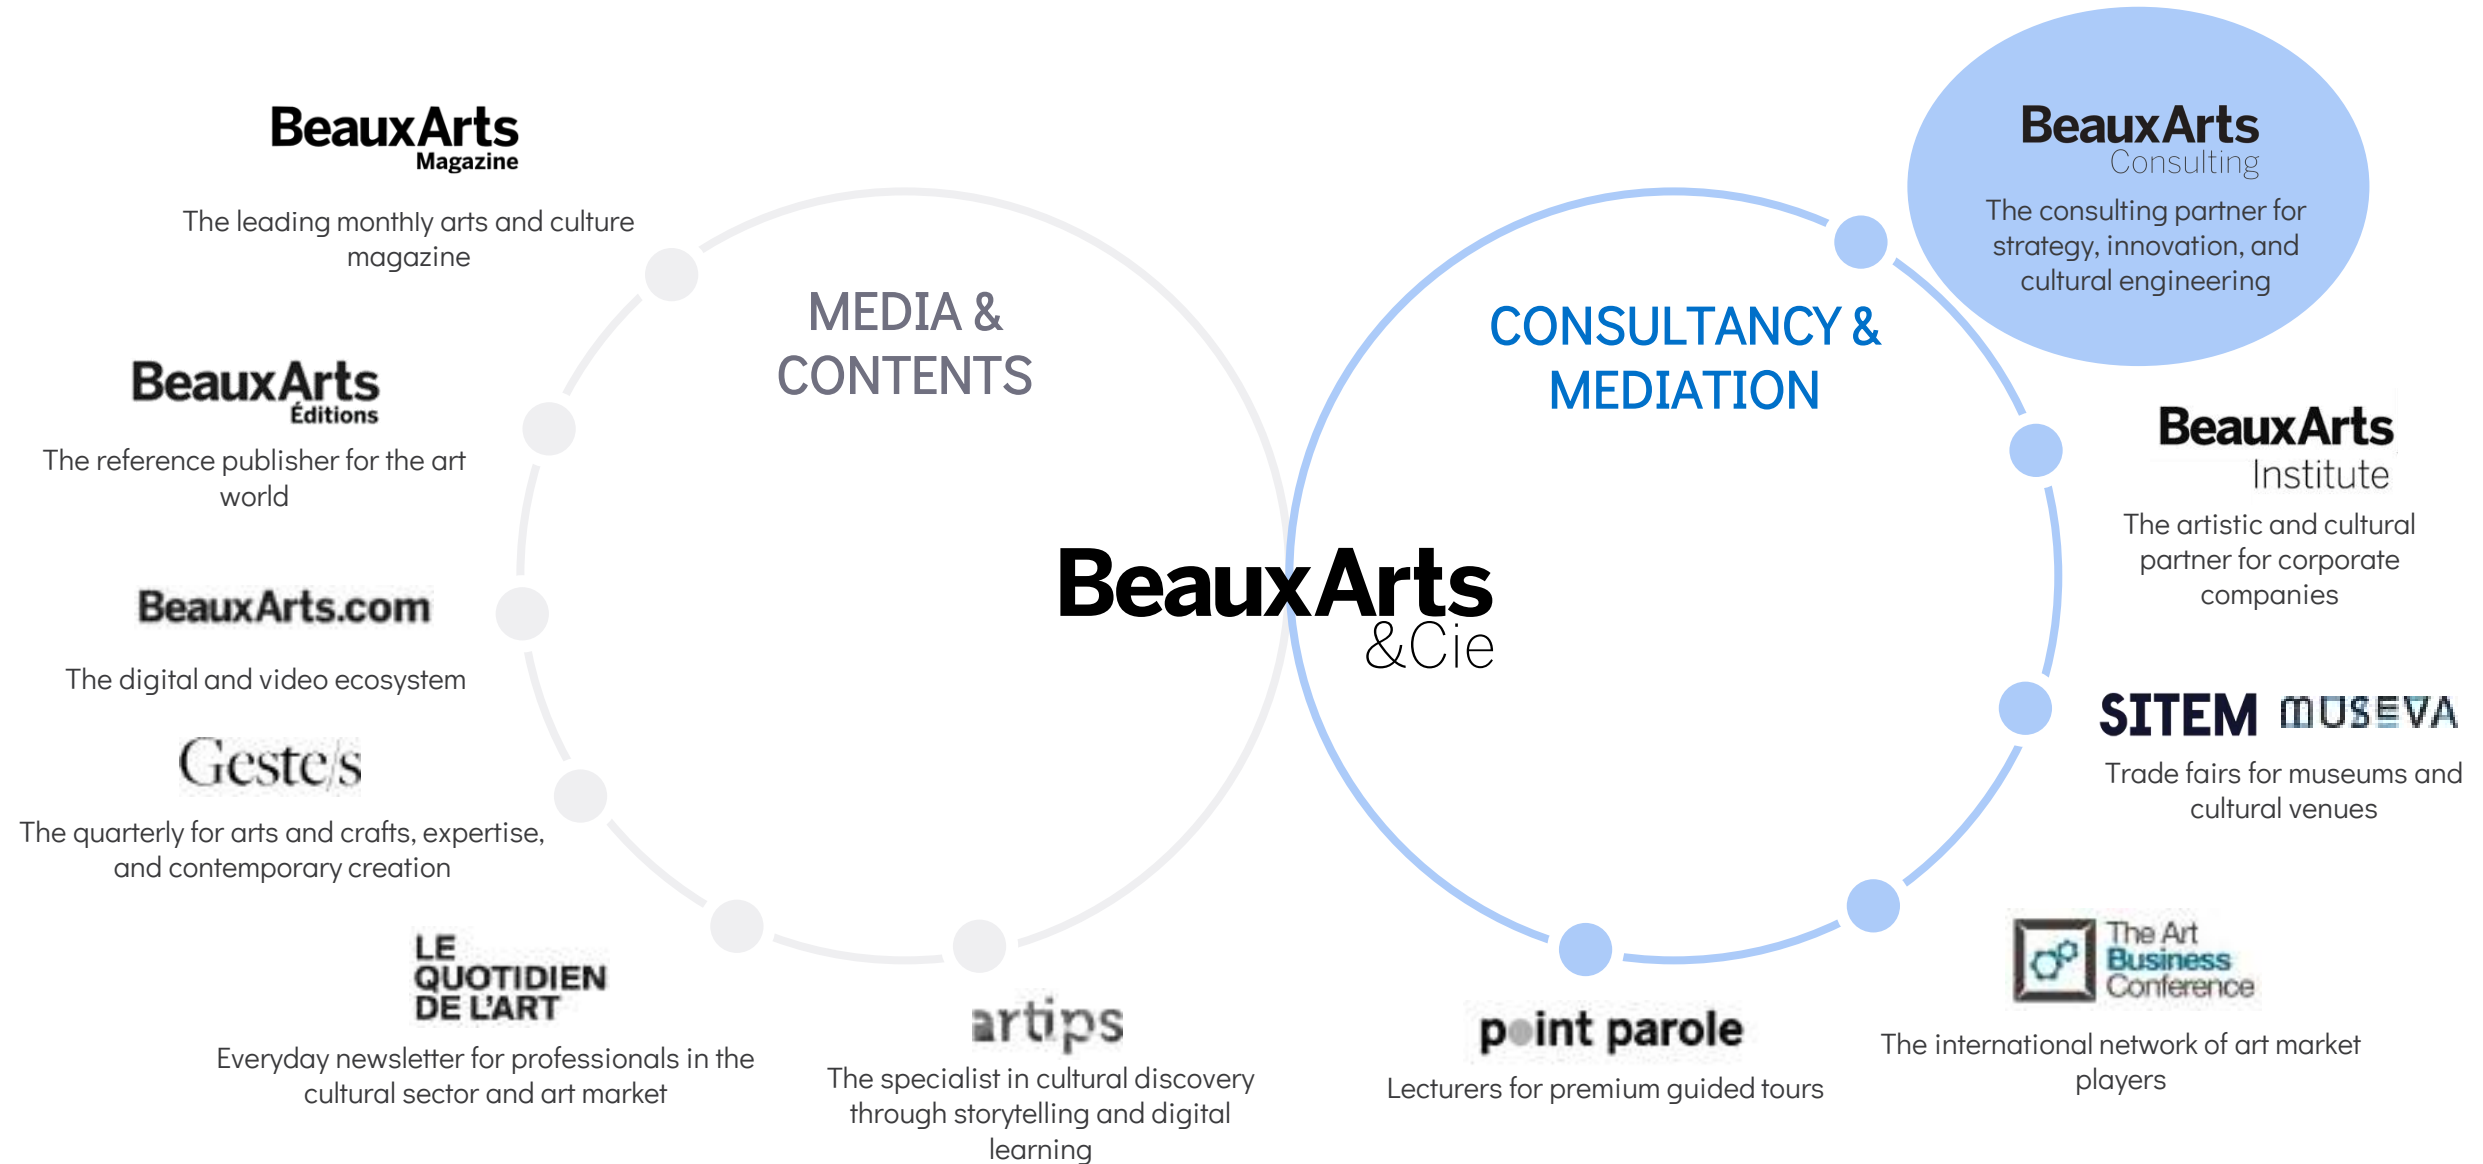 BeauxArts
Magazine
The leading monthly arts and culture
magazine
BeauxArts
Éditions
The reference publisher for the art
world
BeauxArts.com
The digital and video ecosystem
Geste/s
The quarterly for arts and crafts, expertise,
and contemporary creation
LE
QUOTIDIEN
DE L'ART
Everyday newsletter for professionals in the
cultural sector and art market
artips
The specialist in cultural discovery
through storytelling and digital
learning
MEDIA &
CONTENTS
BeauxArts
&Cie
CONSULTANCY &
MEDIATION
BeauxArts
Consulting
The consulting partner for
strategy, innovation, and
cultural engineering
BeauxArts
Institute
The artistic and cultural
partner for corporate
companies
SITEM MUSEVA
Trade fairs for museums and
cultural venues
The Art
Business
Conference
The international network of art market
players
point parole
Lecturers for premium guided tours